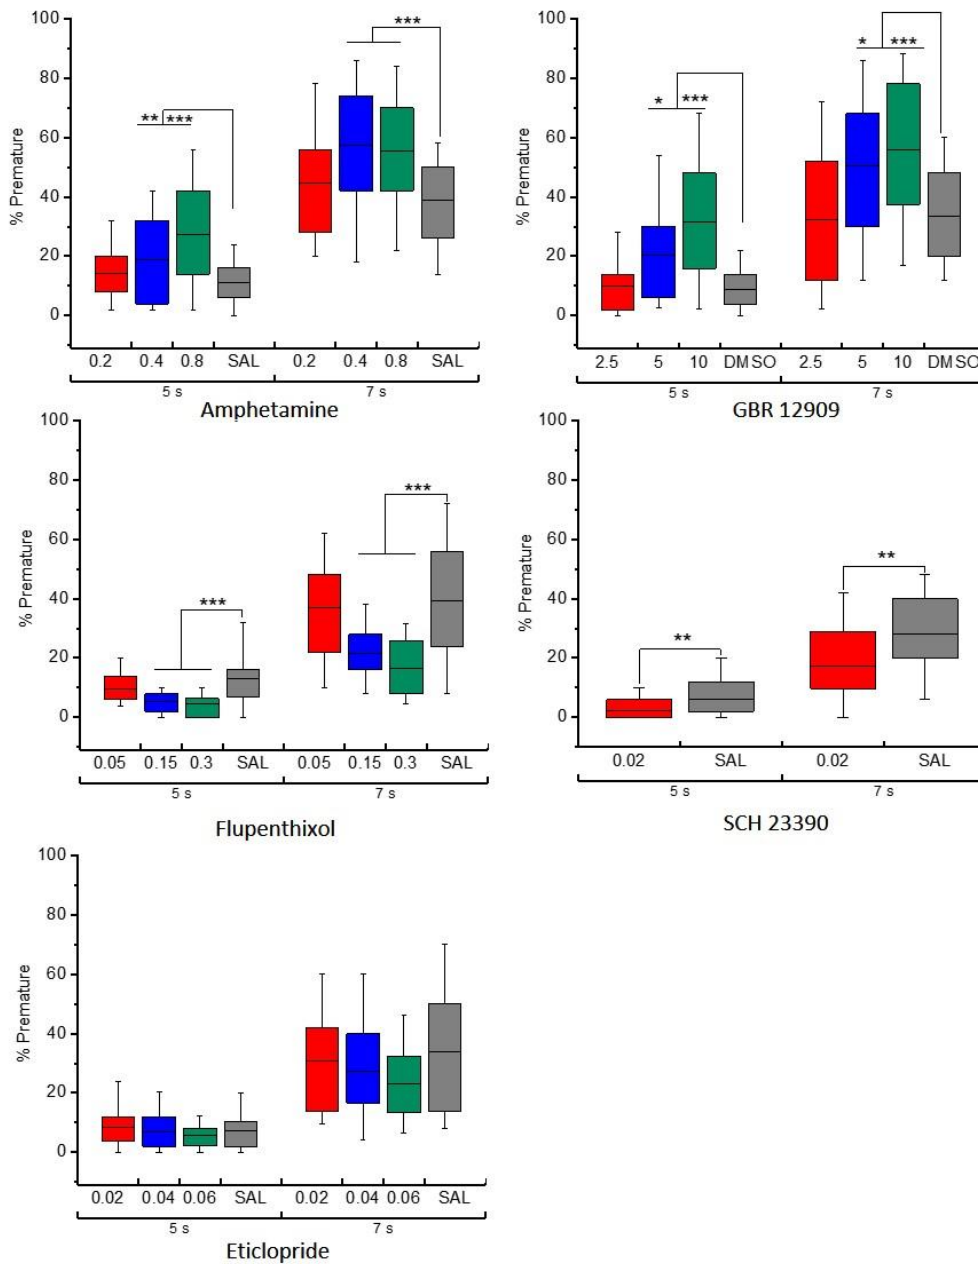 100
80
60
40
20
0
% Premature
** *** ***
0.2 0.4 0.8 SAL 0.2 0.4 0.8 SAL
5 s 7 s
Amphetamine
100
80
60
40
20
0
% Premature
* *** * ***
2.5 5 10 DMSO 2.5 5 10 DMSO
5 s 7 s
GBR 12909
100
80
60
40
20
0
% Premature
*** ***
0.05 0.15 0.3 SAL 0.05 0.15 0.3 SAL
5 s 7 s
Flupenthixol
100
80
60
40
20
0
% Premature
** **
0.02 SAL 0.02 SAL
5 s 7 s
SCH 23390
100
80
60
40
20
0
% Premature
0.02 0.04 0.06 SAL 0.02 0.04 0.06 SAL
5 s 7 s
Eticlopride